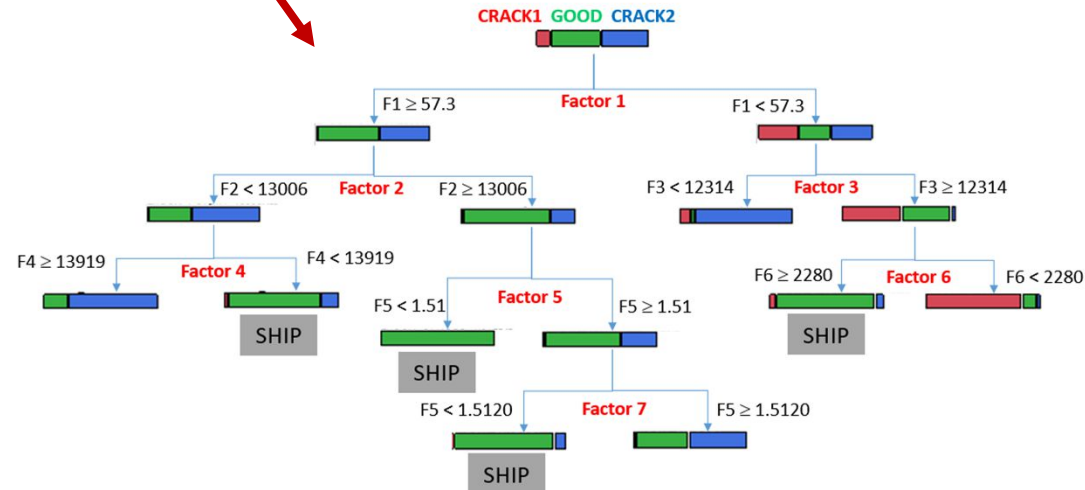 CRACK1 GOOD CRACK2
Factor 1
F1 ≥ 57.3
F1 < 57.3
Factor 2
F2 < 13006
F2 ≥ 13006
Factor 3
F3 < 12314
F3 ≥ 12314
Factor 4
F4 ≥ 13919
F4 < 13919
SHIP
Factor 5
F5 < 1.51
F5 ≥ 1.51
SHIP
Factor 6
F6 ≥ 2280
F6 < 2280
SHIP
Factor 7
F5 < 1.5120
F5 ≥ 1.5120
SHIP